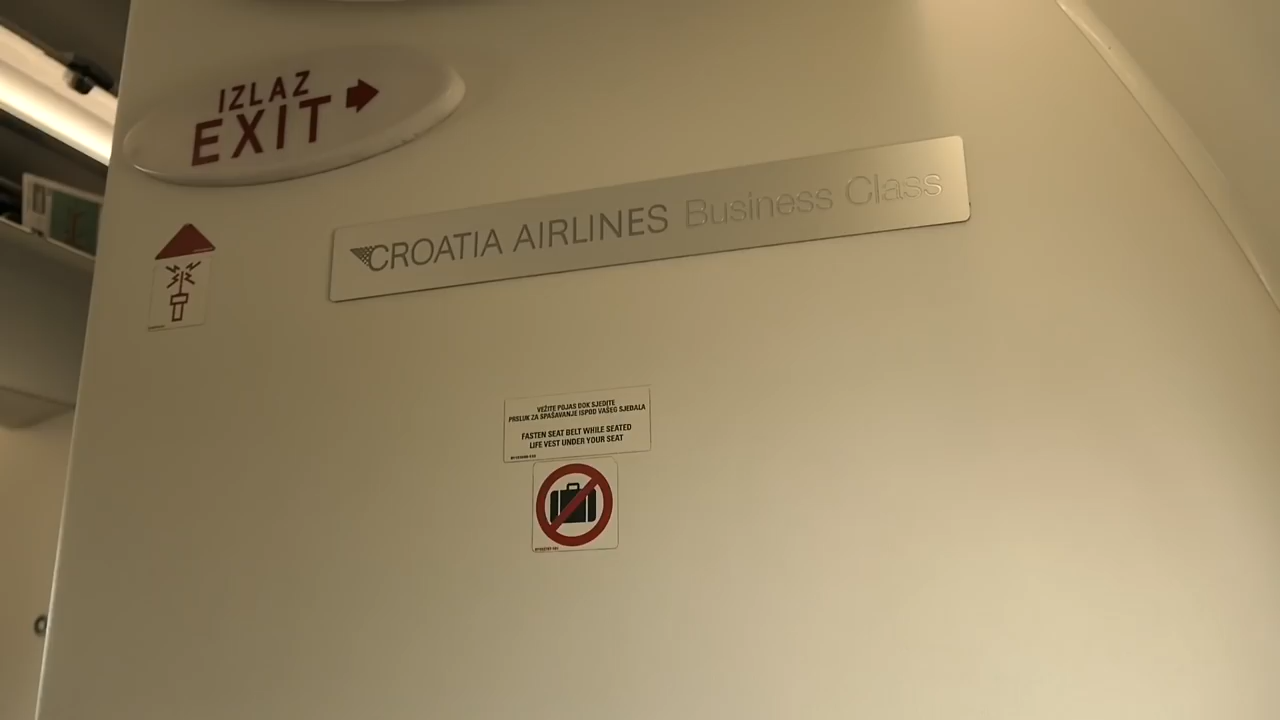 IZLAZ
EXIT
CROATIA AIRLINES Business Class
VEŽITE POJAS DOK SJEDITE
PRSLUK ZA SPAŠAVANJE ISPOD VAŠEG SJEDALA
FASTEN SEAT BELT WHILE SEATED
LIFE VEST UNDER YOUR SEAT